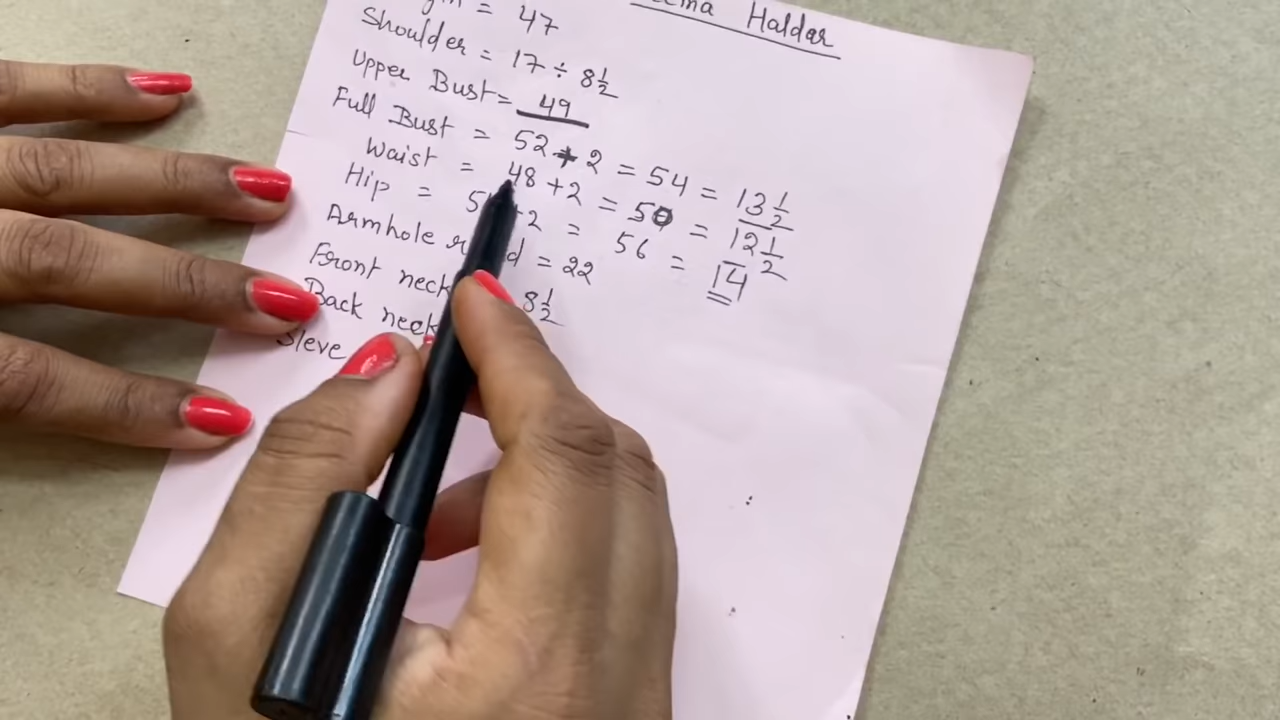 Haldar
= 47
Shoulder = 17 ÷ 8½
Upper Bust = 49
Full Bust = 52 + 2 = 54 = 13½
Waist = 48 + 2 = 50 = 12½
Hip = +2 = 56 = 14
Armhole = 22
Front neck 8½
Back neck
Sleve